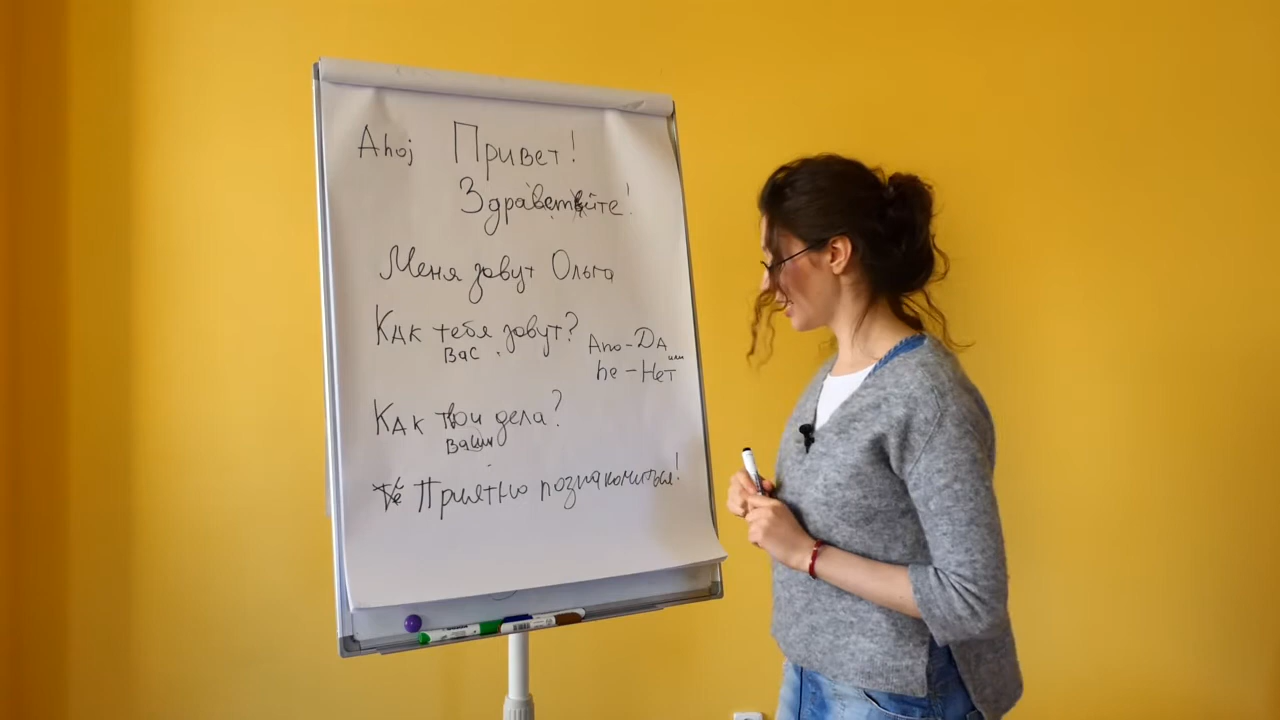 Ahoj Привет!
Здравствуйте!
Меня зовут Ольга
Как тебя зовут?
Вас
Ano - Да
или
Ne - Нет
Как твои дела?
Ваши
Приятно познакомиться!